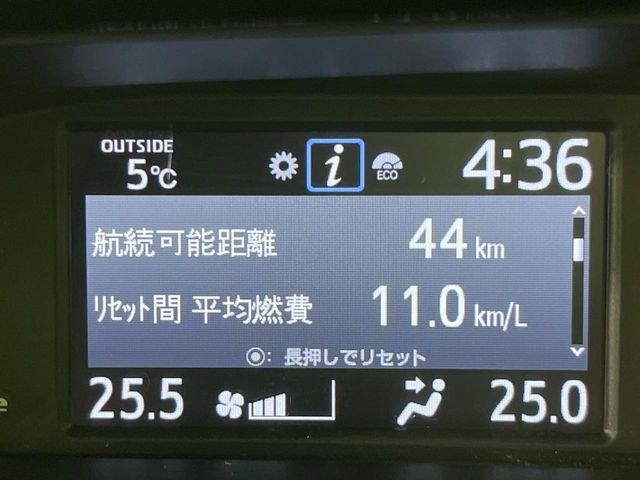 OUTSIDE
5℃
i
ECO
4:36
航続可能距離 44 km
ﾘｾｯﾄ間 平均燃費 11.0 km/L
◉: 長押しでリセット
25.5
25.0